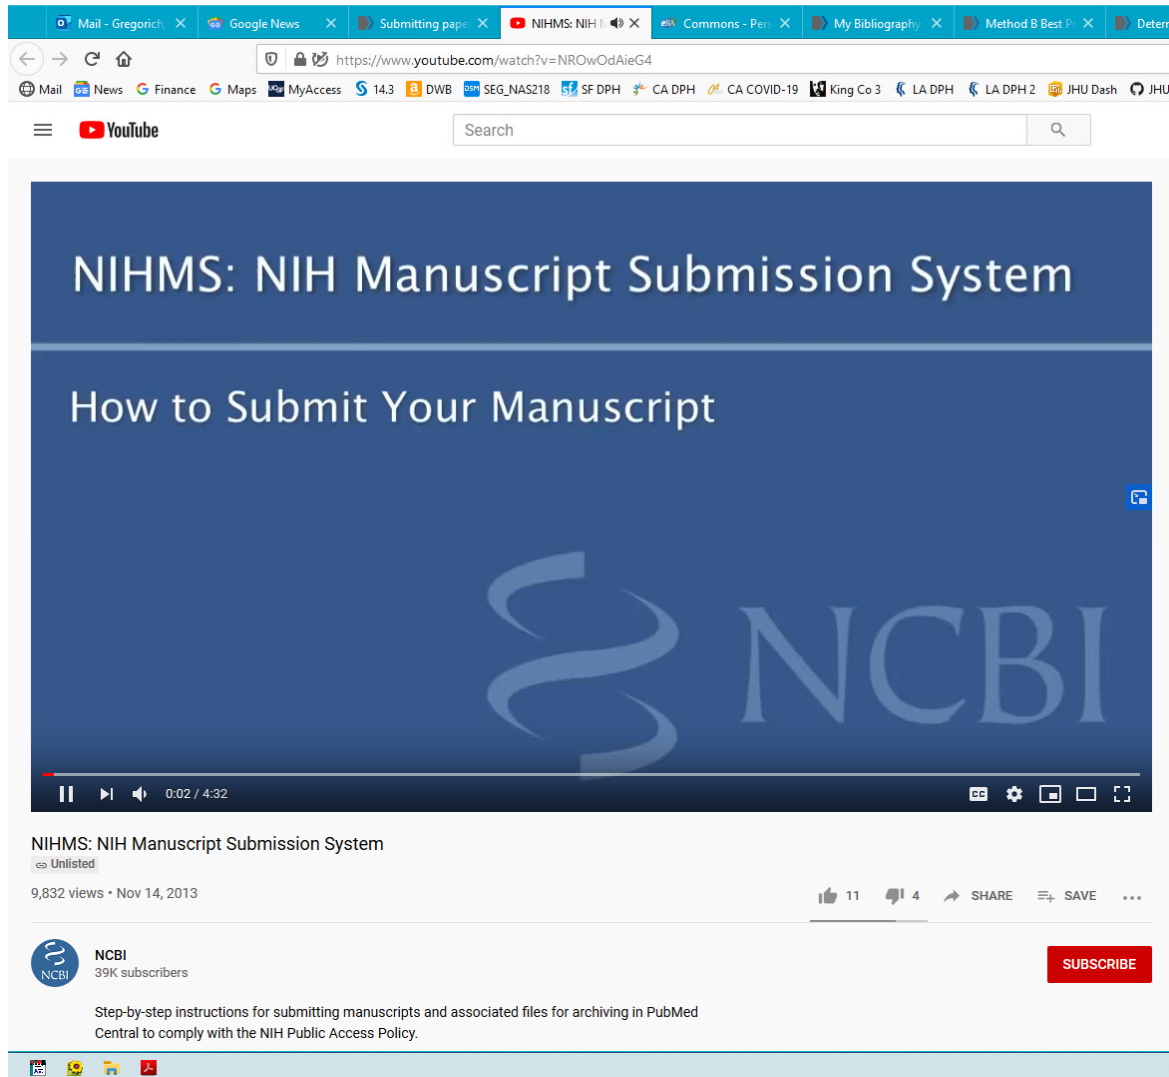 Mail - Gregorich, Google News Submitting pape NIHMS: NIH M Commons - Pers My Bibliography Method B Best Pr Deterr
https://www.youtube.com/watch?v=NROwOdAieG4
Mail News Finance Maps MyAccess 14.3 DWB SEG_NAS218 SF DPH CA DPH CA COVID-19 King Co 3 LA DPH LA DPH 2 JHU Dash JHU
YouTube
Search
NIHMS: NIH Manuscript Submission System
How to Submit Your Manuscript
NCBI
0:02 / 4:32
CC
NIHMS: NIH Manuscript Submission System
Unlisted
9,832 views • Nov 14, 2013
11 4 SHARE SAVE
NCBI
NCBI
39K subscribers
SUBSCRIBE
Step-by-step instructions for submitting manuscripts and associated files for archiving in PubMed
Central to comply with the NIH Public Access Policy.